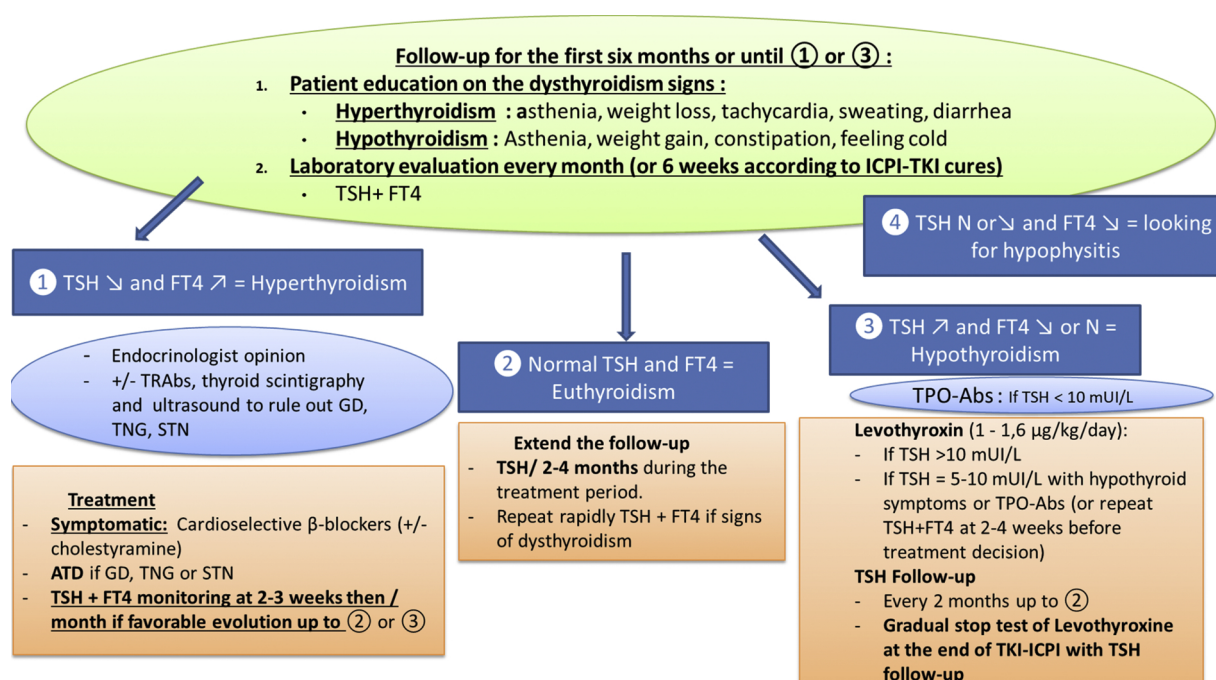 Follow-up for the first six months or until ① or ③ :
1. Patient education on the dysthyroidism signs :
• Hyperthyroidism : asthenia, weight loss, tachycardia, sweating, diarrhea
• Hypothyroidism : Asthenia, weight gain, constipation, feeling cold
2. Laboratory evaluation every month (or 6 weeks according to ICPI-TKI cures)
• TSH+ FT4
❹ TSH N or ↘ and FT4 ↘ = looking
for hypophysitis
❶ TSH ↘ and FT4 ↗ = Hyperthyroidism
- Endocrinologist opinion
- +/- TRAbs, thyroid scintigraphy
and ultrasound to rule out GD,
TNG, STN
Treatment
- Symptomatic: Cardioselective β-blockers (+/-
cholestyramine)
- ATD if GD, TNG or STN
- TSH + FT4 monitoring at 2-3 weeks then /
month if favorable evolution up to ② or ③
❷ Normal TSH and FT4 =
Euthyroidism
Extend the follow-up
- TSH/ 2-4 months during the
treatment period.
- Repeat rapidly TSH + FT4 if signs
of dysthyroidism
❸ TSH ↗ and FT4 ↘ or N =
Hypothyroidism
TPO-Abs : If TSH < 10 mUI/L
Levothyroxin (1 - 1,6 µg/kg/day):
- If TSH >10 mUI/L
- If TSH = 5-10 mUI/L with hypothyroid
symptoms or TPO-Abs (or repeat
TSH+FT4 at 2-4 weeks before
treatment decision)
TSH Follow-up
- Every 2 months up to ②
- Gradual stop test of Levothyroxine
at the end of TKI-ICPI with TSH
follow-up